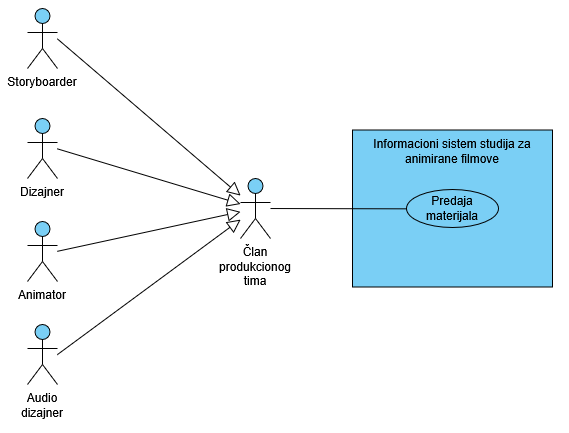 Storyboarder
Dizajner
Animator
Audio
dizajner
Član
produkcionog
tima
Informacioni sistem studija za
animirane filmove
Predaja
materijala